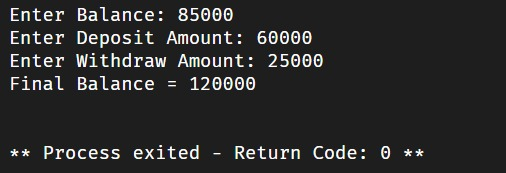 Enter Balance: 85000
Enter Deposit Amount: 60000
Enter Withdraw Amount: 25000
Final Balance = 120000
** Process exited - Return Code: 0 **